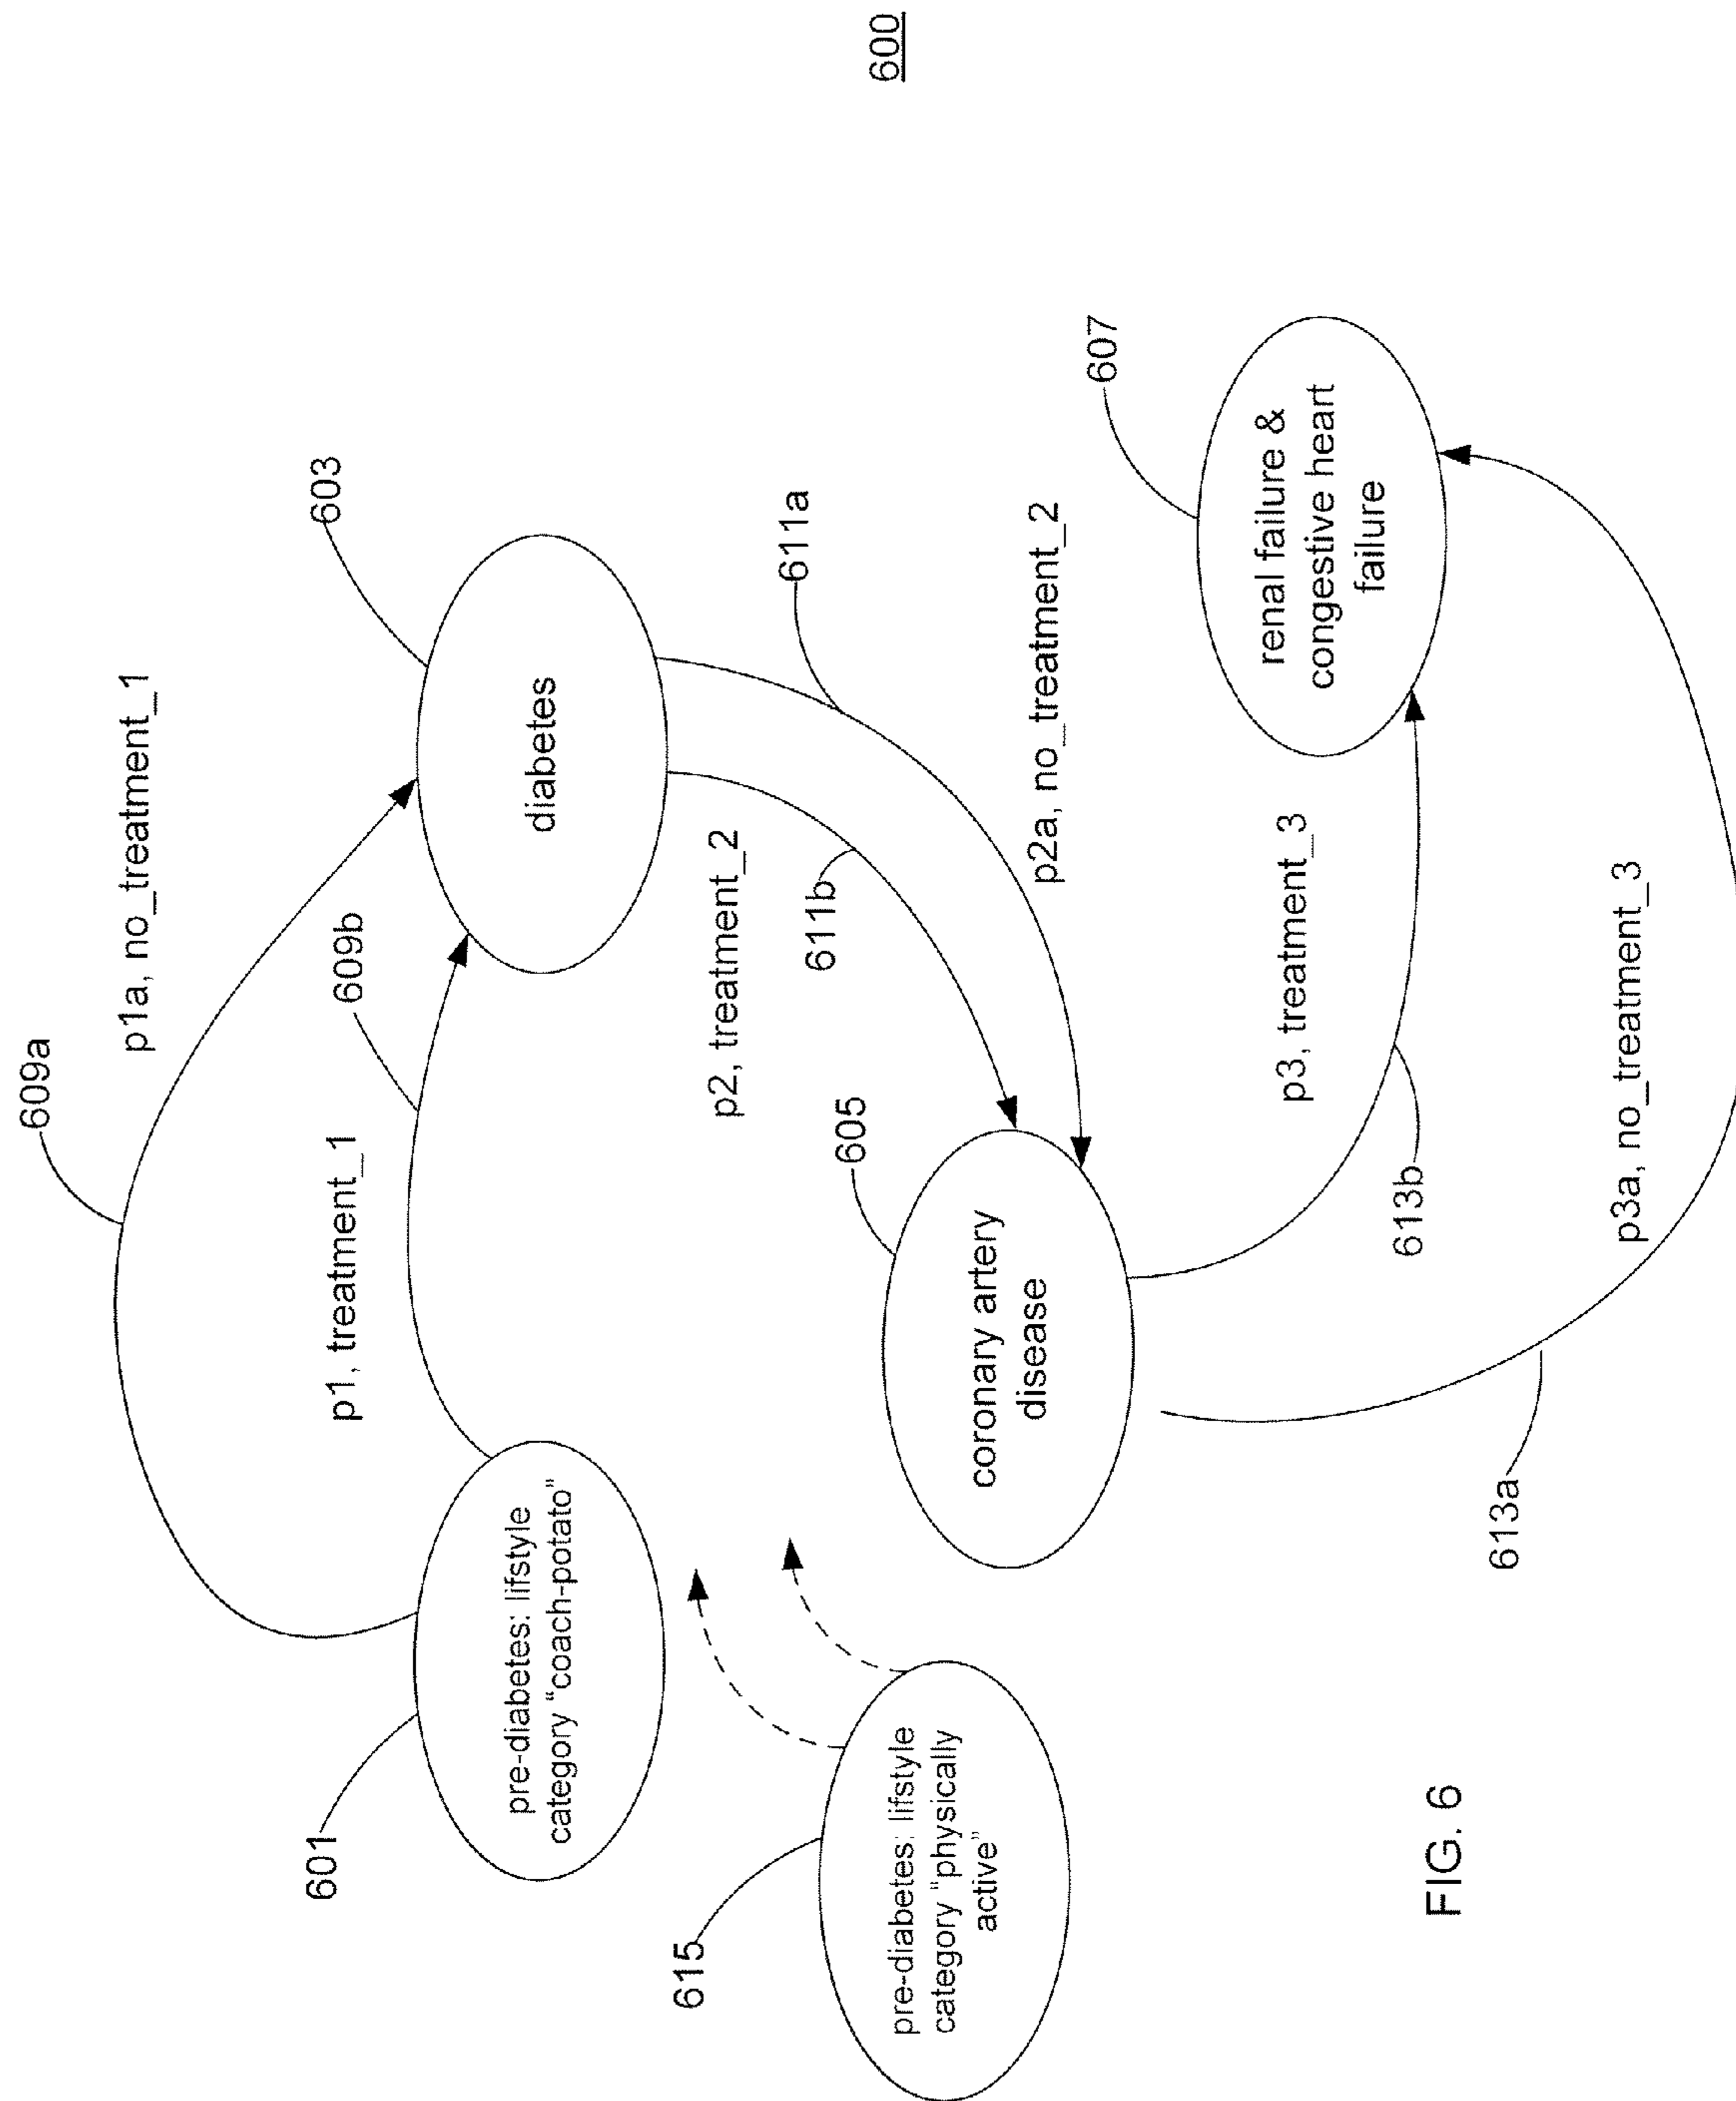 600
609a
p1a, no_treatment_1
603
609b
p1, treatment_1
601
pre-diabetes: lifstyle
category "coach-potato"
diabetes
611a
p2, treatment_2
611b
p2a, no_treatment_2
615
pre-diabetes: lifstyle
category "physically
active"
605
coronary artery
disease
607
renal failure &
congestive heart
failure
p3, treatment_3
613b
613a
p3a, no_treatment_3
FIG. 6